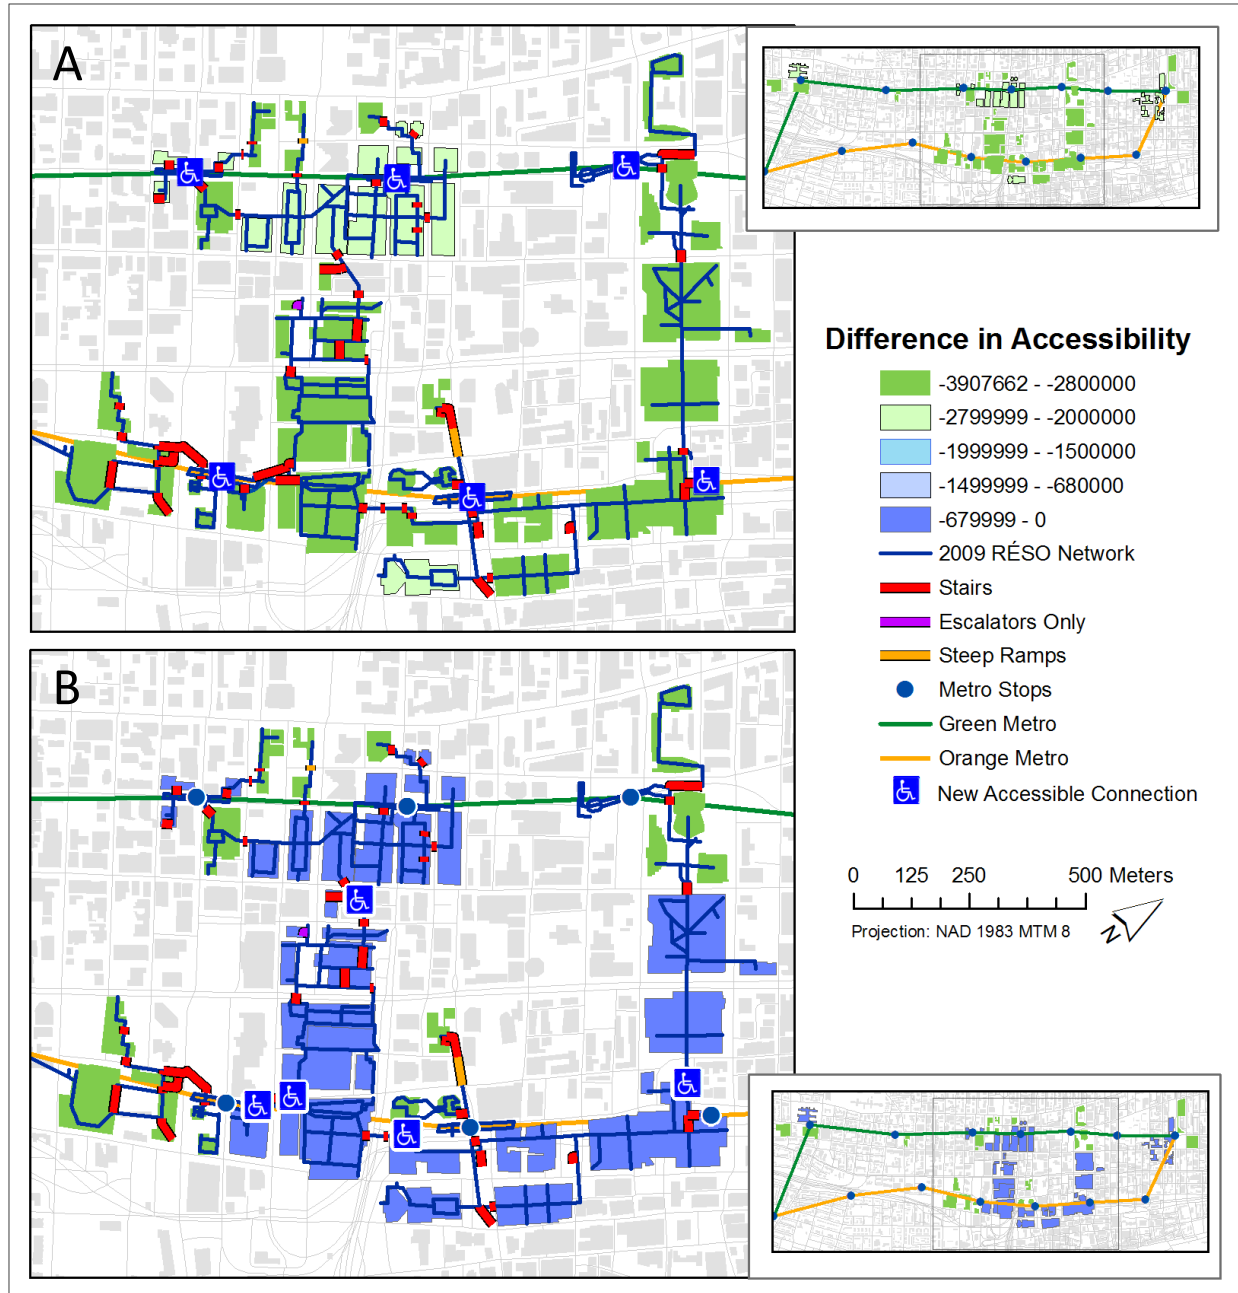 A
Difference in Accessibility
-3907662 - -2800000
-2799999 - -2000000
-1999999 - -1500000
-1499999 - -680000
-679999 - 0
2009 RÉSO Network
Stairs
Escalators Only
Steep Ramps
Metro Stops
Green Metro
Orange Metro
New Accessible Connection
0 125 250 500 Meters
Projection: NAD 1983 MTM 8
N
B